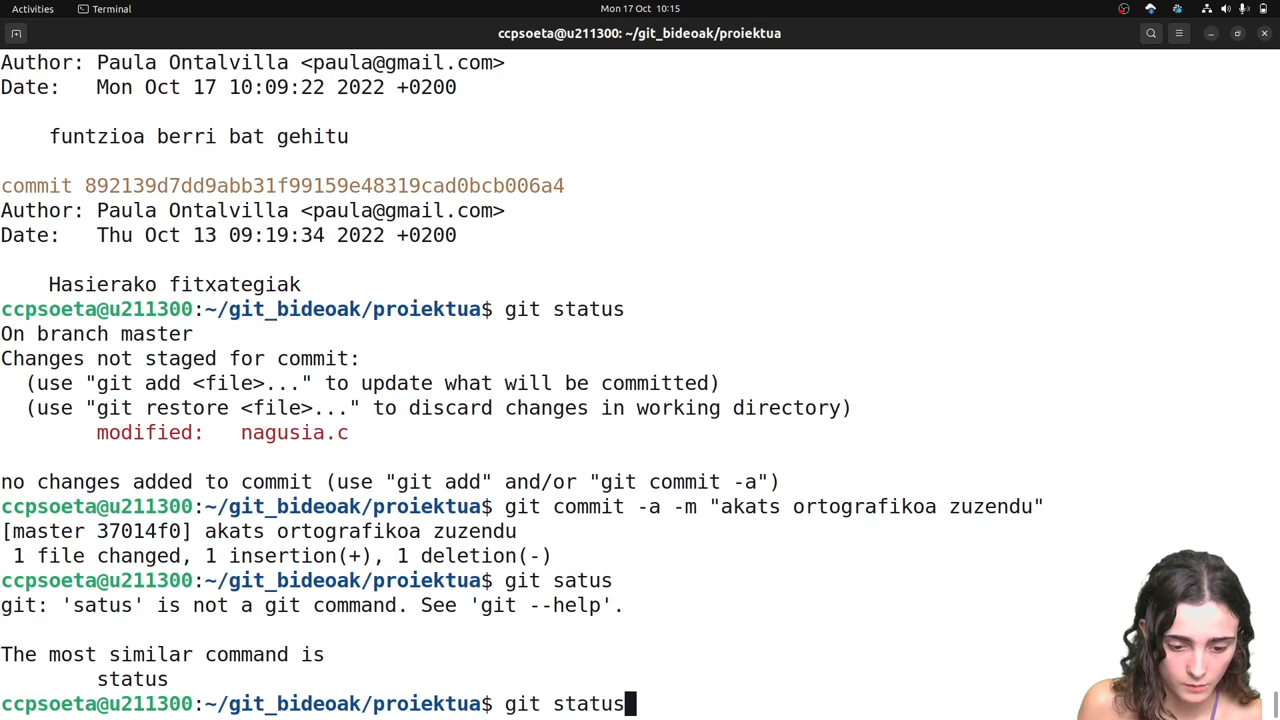 Activities
Terminal
Mon 17 Oct 10:15
ccpsoeta@u211300: ~/git_bideoak/proiektua
Author: Paula Ontalvilla <paula@gmail.com>
Date:   Mon Oct 17 10:09:22 2022 +0200
funtzioa berri bat gehitu
commit 892139d7dd9abb31f99159e48319cad0bcb006a4
Author: Paula Ontalvilla <paula@gmail.com>
Date:   Thu Oct 13 09:19:34 2022 +0200
Hasierako fitxategiak
ccpsoeta@u211300:~/git_bideoak/proiektua$ git status
On branch master
Changes not staged for commit:
(use "git add <file>..." to update what will be committed)
(use "git restore <file>..." to discard changes in working directory)
modified:   nagusia.c
no changes added to commit (use "git add" and/or "git commit -a")
ccpsoeta@u211300:~/git_bideoak/proiektua$ git commit -a -m "akats ortografikoa zuzendu"
[master 37014f0] akats ortografikoa zuzendu
1 file changed, 1 insertion(+), 1 deletion(-)
ccpsoeta@u211300:~/git_bideoak/proiektua$ git satus
git: 'satus' is not a git command. See 'git --help'.
The most similar command is
status
ccpsoeta@u211300:~/git_bideoak/proiektua$ git status